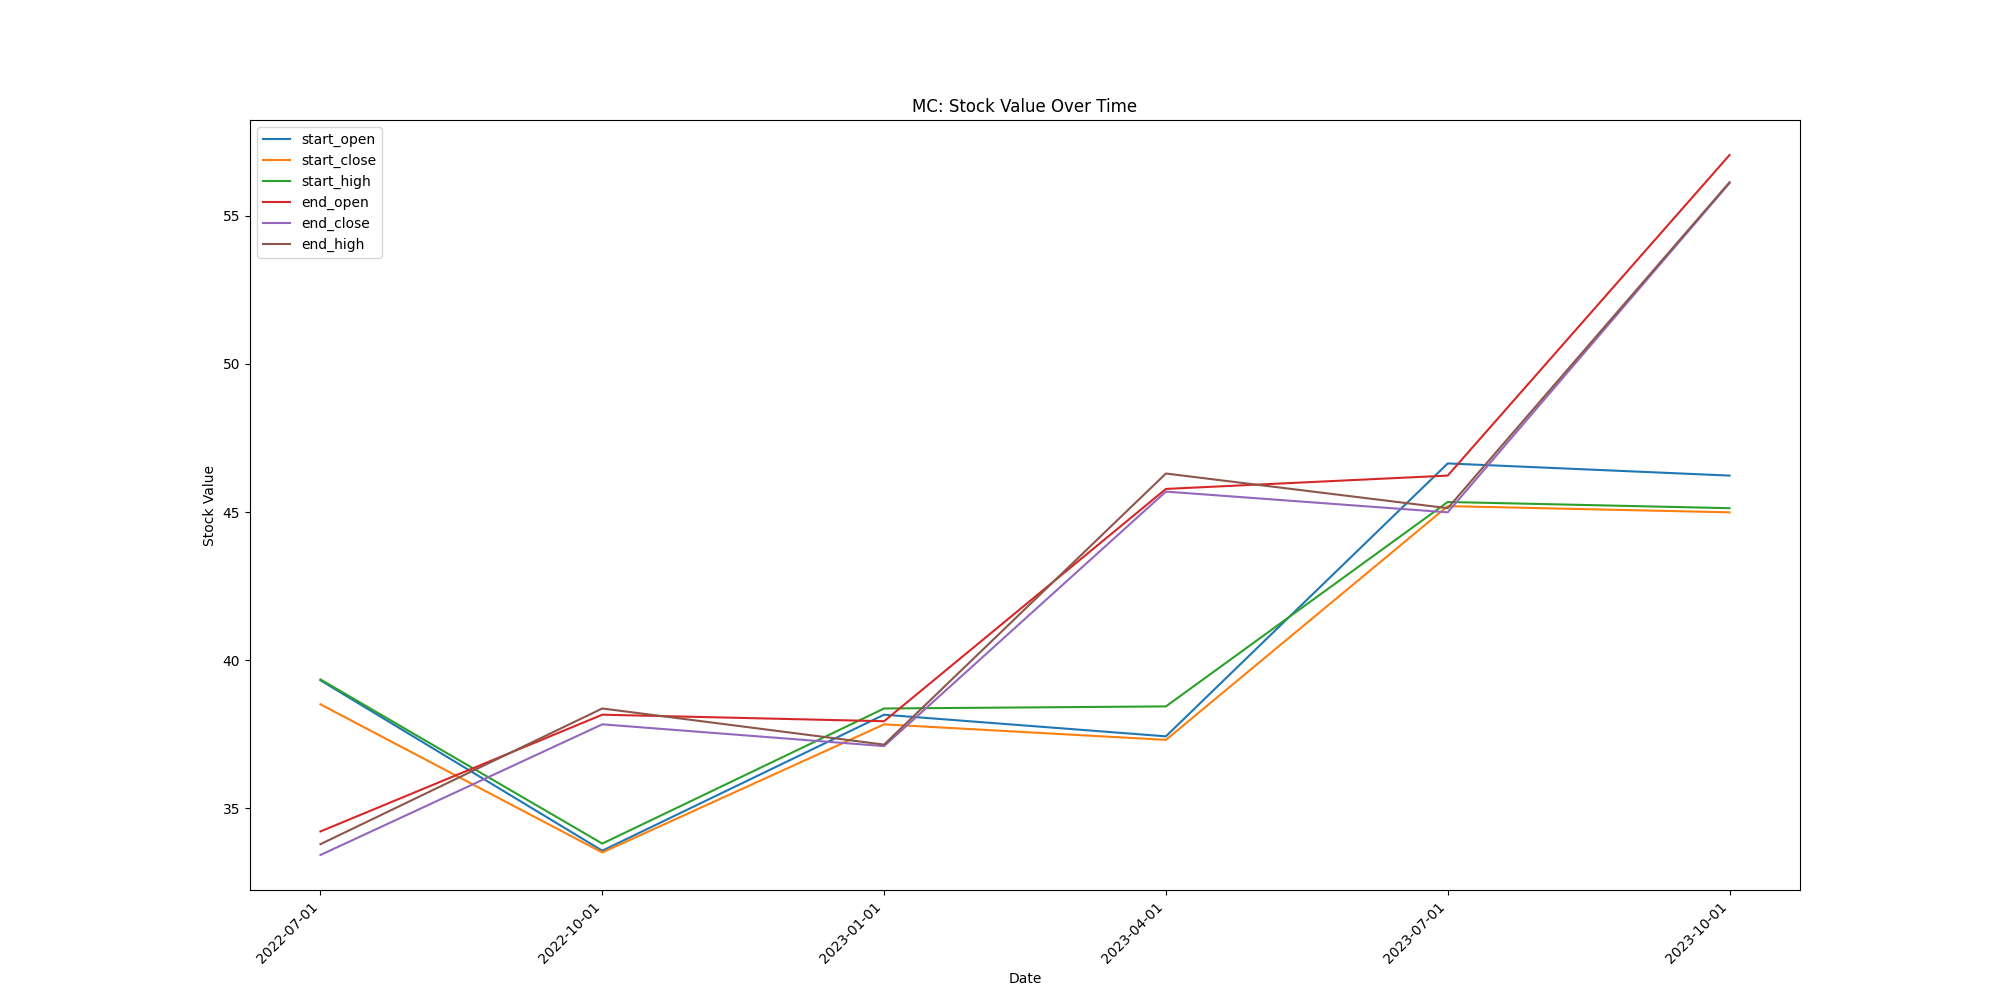 MC: Stock Value Over Time
start_open
start_close
start_high
end_open
end_close
end_high
Stock Value
55
50
45
40
35
2022-07-01
2022-10-01
2023-01-01
2023-04-01
2023-07-01
2023-10-01
Date